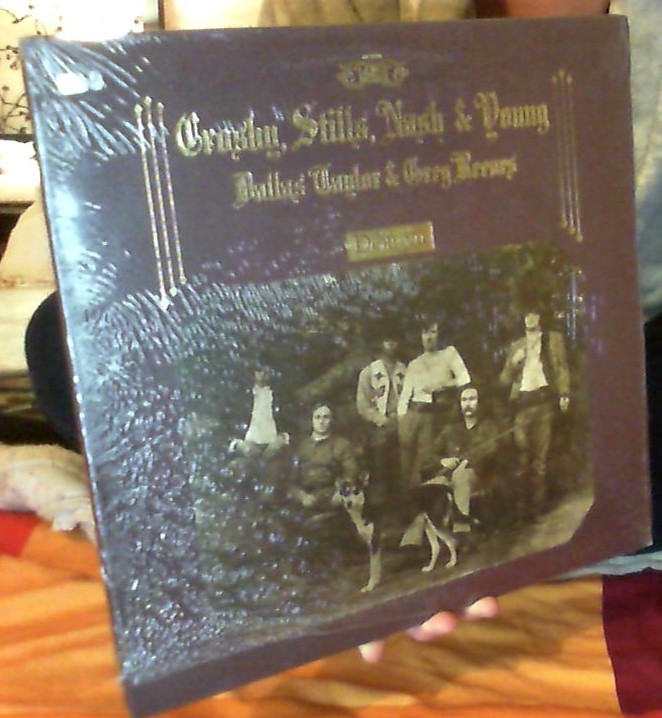 Crosby, Stills, Nash & Young
Dallas Taylor & Greg Reeves
Déjà vu